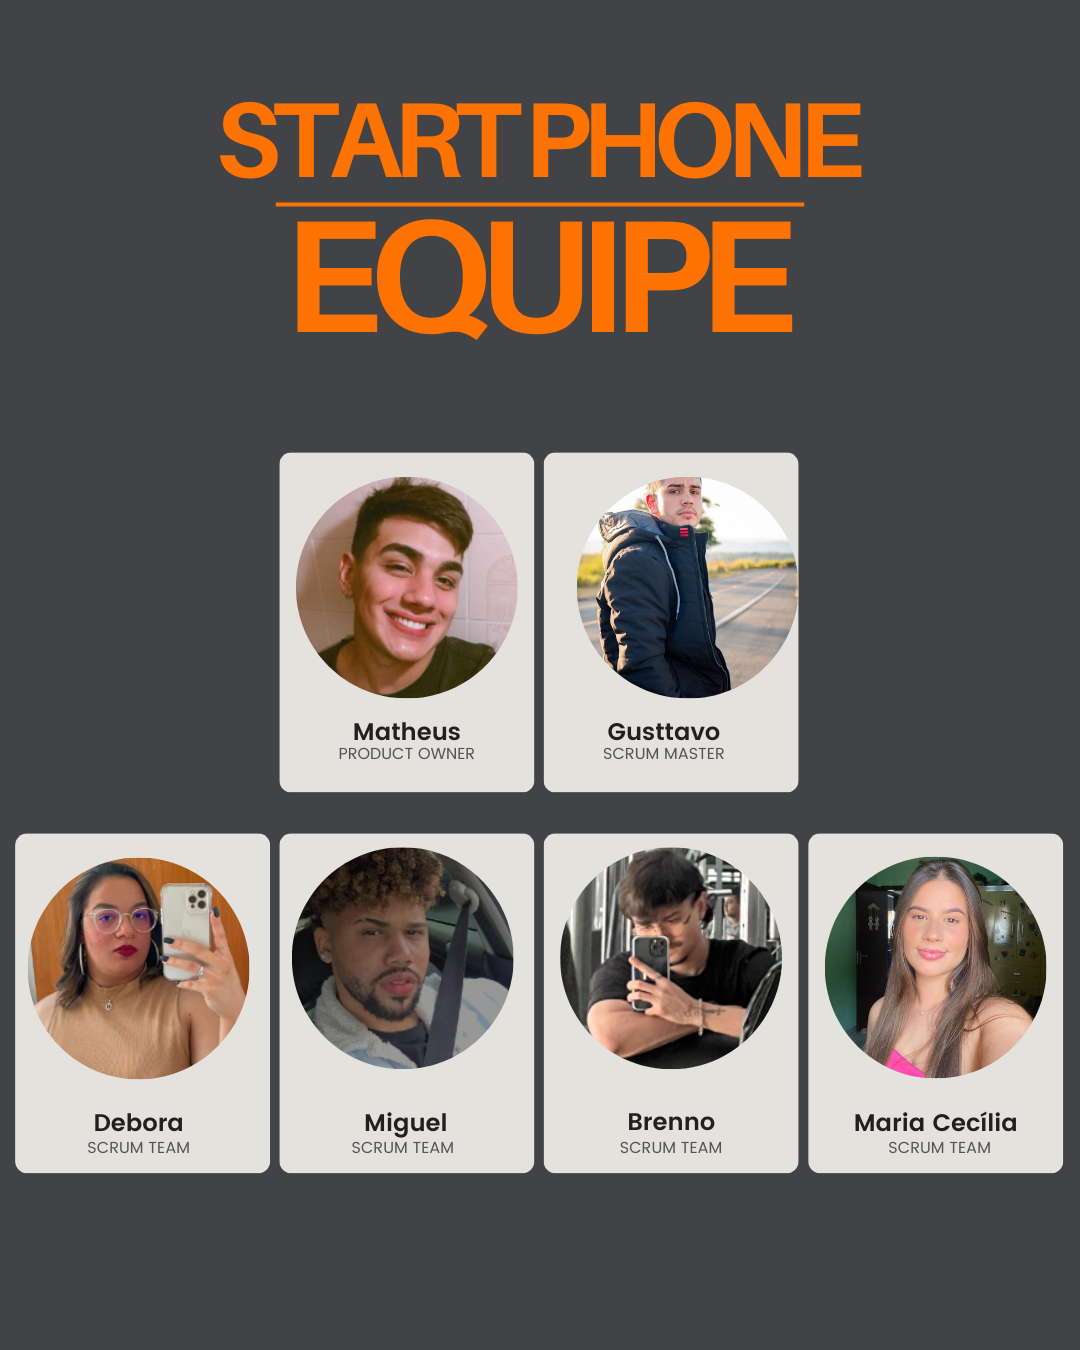 START PHONE
EQUIPE
Matheus
PRODUCT OWNER
Gusttavo
SCRUM MASTER
Debora
SCRUM TEAM
Miguel
SCRUM TEAM
Brenno
SCRUM TEAM
Maria Cecília
SCRUM TEAM